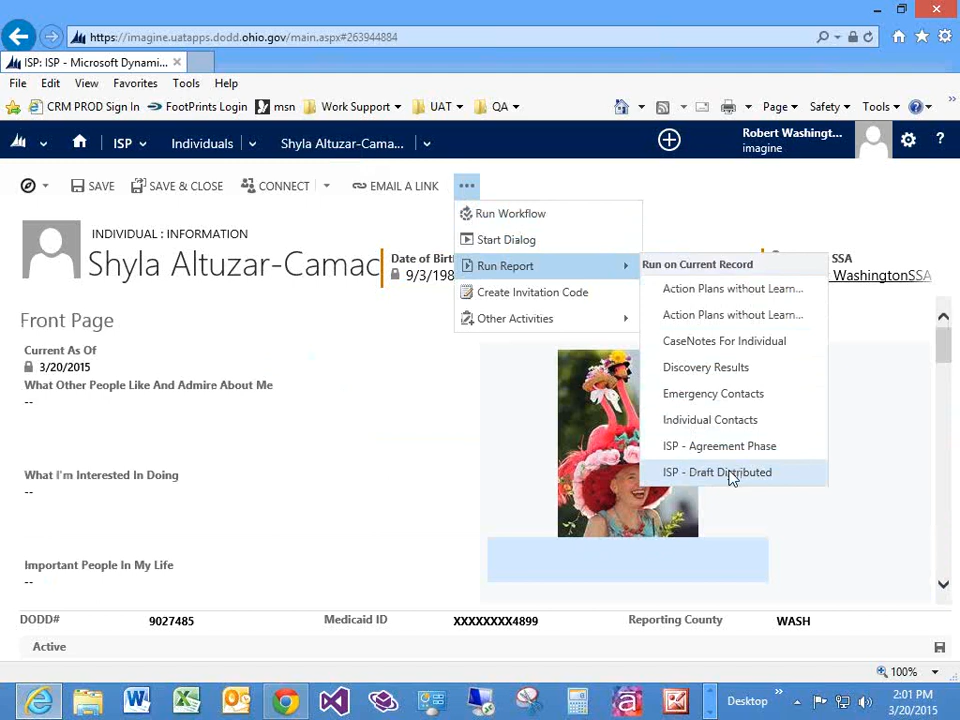 https://imagine.uatapps.dodd.ohio.gov/main.aspx#263944884
ISP: ISP - Microsoft Dynami...
File Edit View Favorites Tools Help
CRM PROD Sign In FootPrints Login msn Work Support UAT QA Page Safety Tools
ISP Individuals Shyla Altuzar-Cama... Robert Washingt...
imagine
SAVE SAVE & CLOSE CONNECT EMAIL A LINK ...
Run Workflow
Start Dialog
Run Report
Create Invitation Code
Other Activities
Run on Current Record
Action Plans without Learn...
Action Plans without Learn...
CaseNotes For Individual
Discovery Results
Emergency Contacts
Individual Contacts
ISP - Agreement Phase
ISP - Draft Distributed
INDIVIDUAL : INFORMATION
Shyla Altuzar-Camac
Date of Birt
9/3/198
SSA
WashingtonSSA
Front Page
Current As Of
3/20/2015
What Other People Like And Admire About Me
--
What I'm Interested In Doing
--
Important People In My Life
--
DODD# 9027485 Medicaid ID XXXXXXXX4899 Reporting County WASH
Active
100%
Desktop
2:01 PM
3/20/2015